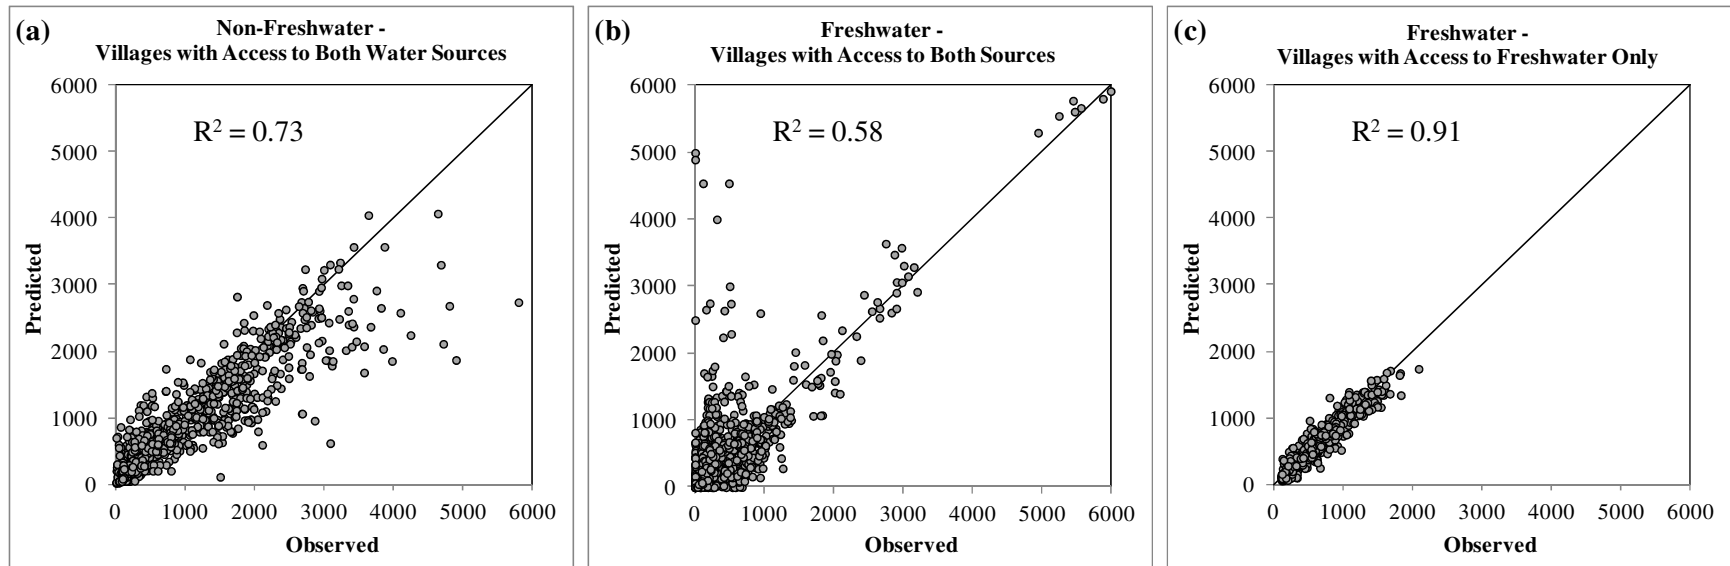 (a)
Non-Freshwater -
Villages with Access to Both Water Sources
6000
5000
4000
3000
2000
1000
0
Predicted
R² = 0.73
0 1000 2000 3000 4000 5000 6000
Observed
(b)
Freshwater -
Villages with Access to Both Sources
6000
5000
4000
3000
2000
1000
0
Predicted
R² = 0.58
0 1000 2000 3000 4000 5000 6000
Observed
(c)
Freshwater -
Villages with Access to Freshwater Only
6000
5000
4000
3000
2000
1000
0
Predicted
R² = 0.91
0 1000 2000 3000 4000 5000 6000
Observed